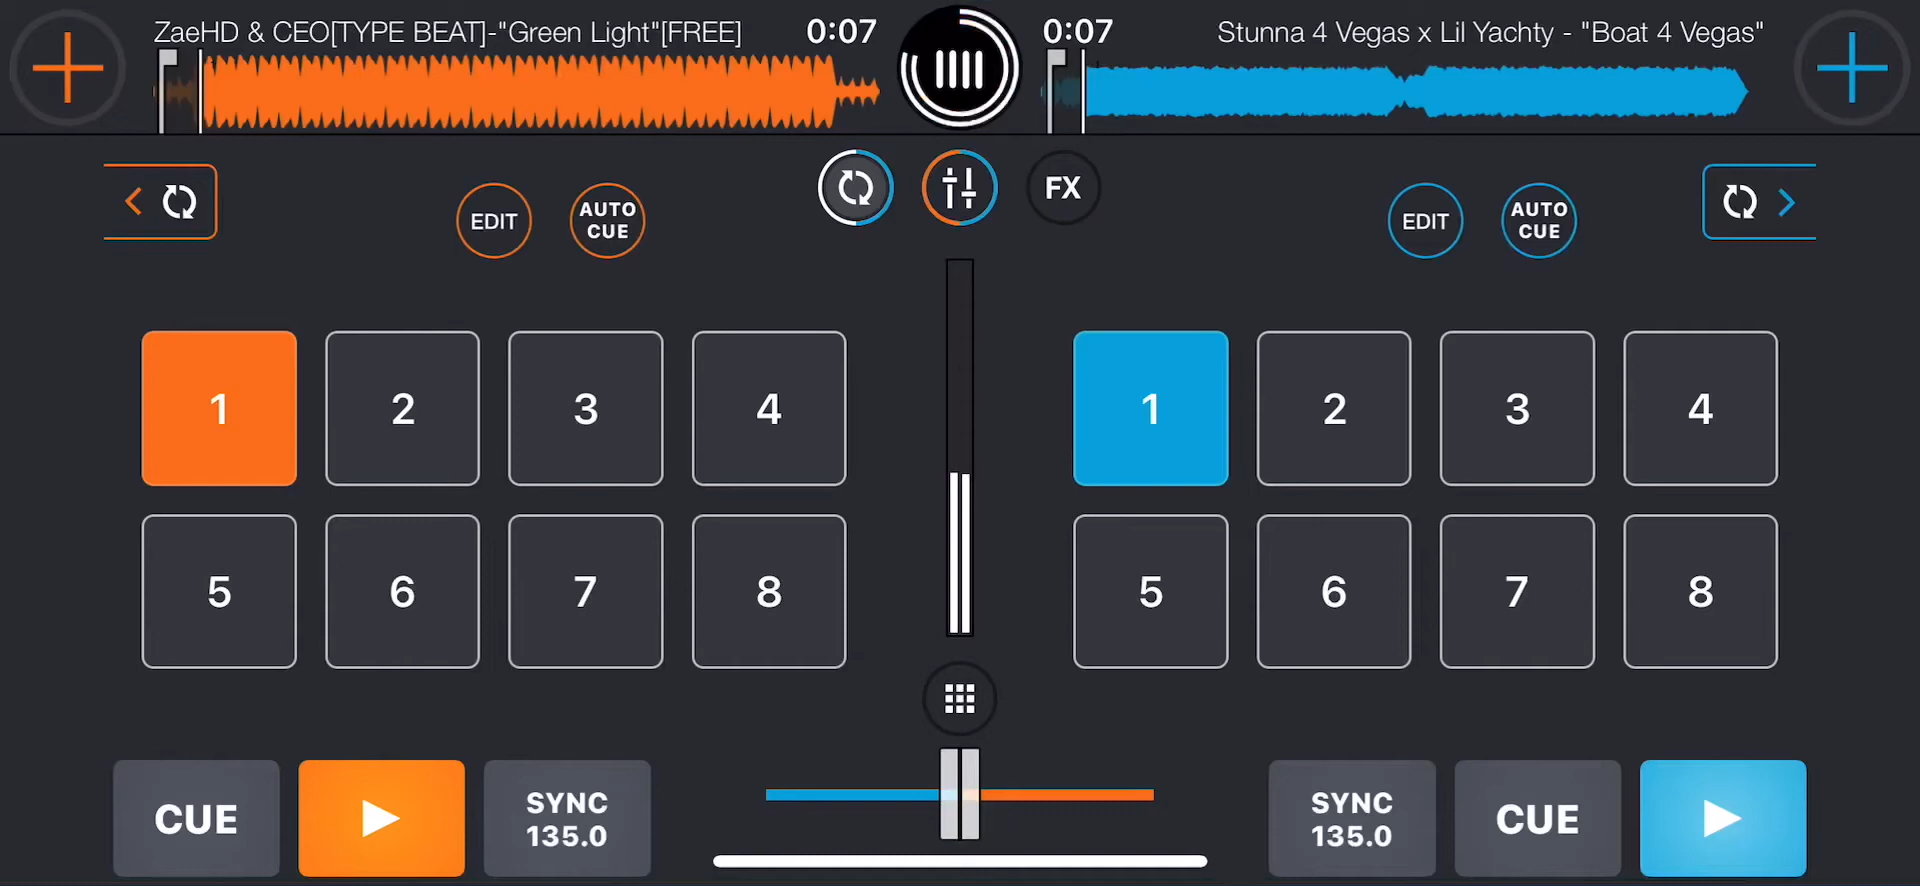 ZaeHD & CEO[TYPE BEAT]-"Green Light"[FREE]
0:07
0:07
Stunna 4 Vegas x Lil Yachty - "Boat 4 Vegas"
EDIT
AUTO
CUE
FX
EDIT
AUTO
CUE
1
2
3
4
1
2
3
4
5
6
7
8
5
6
7
8
CUE
SYNC
135.0
SYNC
135.0
CUE